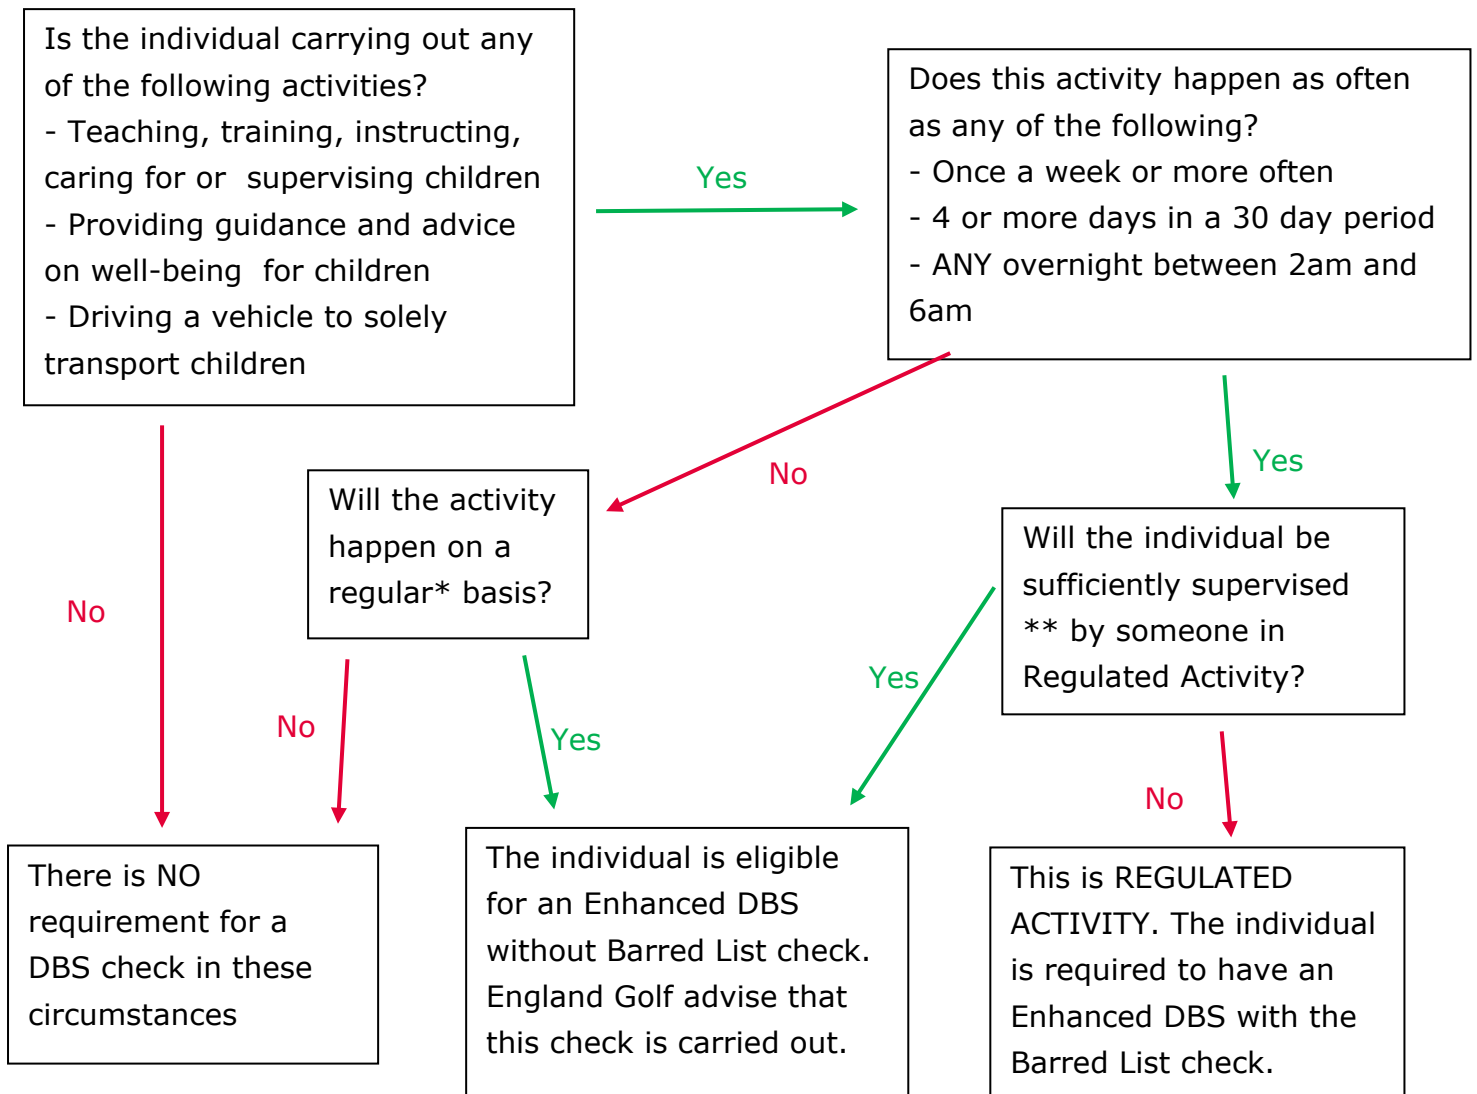 Is the individual carrying out any
of the following activities?
- Teaching, training, instructing,
caring for or supervising children
- Providing guidance and advice
on well-being for children
- Driving a vehicle to solely
transport children
Yes
Does this activity happen as often
as any of the following?
- Once a week or more often
- 4 or more days in a 30 day period
- ANY overnight between 2am and
6am
No
Yes
No
Will the activity
happen on a
regular* basis?
Will the individual be
sufficiently supervised
** by someone in
Regulated Activity?
No
Yes
Yes
No
There is NO
requirement for a
DBS check in these
circumstances
The individual is eligible
for an Enhanced DBS
without Barred List check.
England Golf advise that
this check is carried out.
This is REGULATED
ACTIVITY. The individual
is required to have an
Enhanced DBS with the
Barred List check.